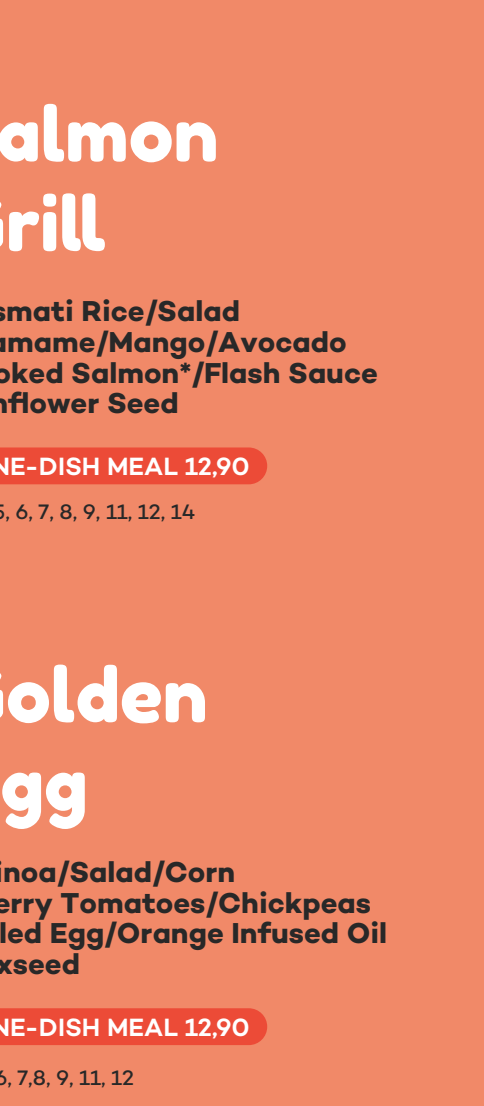 almon
rill
smati Rice/Salad
amame/Mango/Avocado
oked Salmon*/Flash Sauce
nflower Seed
NE-DISH MEAL 12,90
5, 6, 7, 8, 9, 11, 12, 14
olden
gg
inoa/Salad/Corn
erry Tomatoes/Chickpeas
led Egg/Orange Infused Oil
xseed
NE-DISH MEAL 12,90
6, 7,8, 9, 11, 12